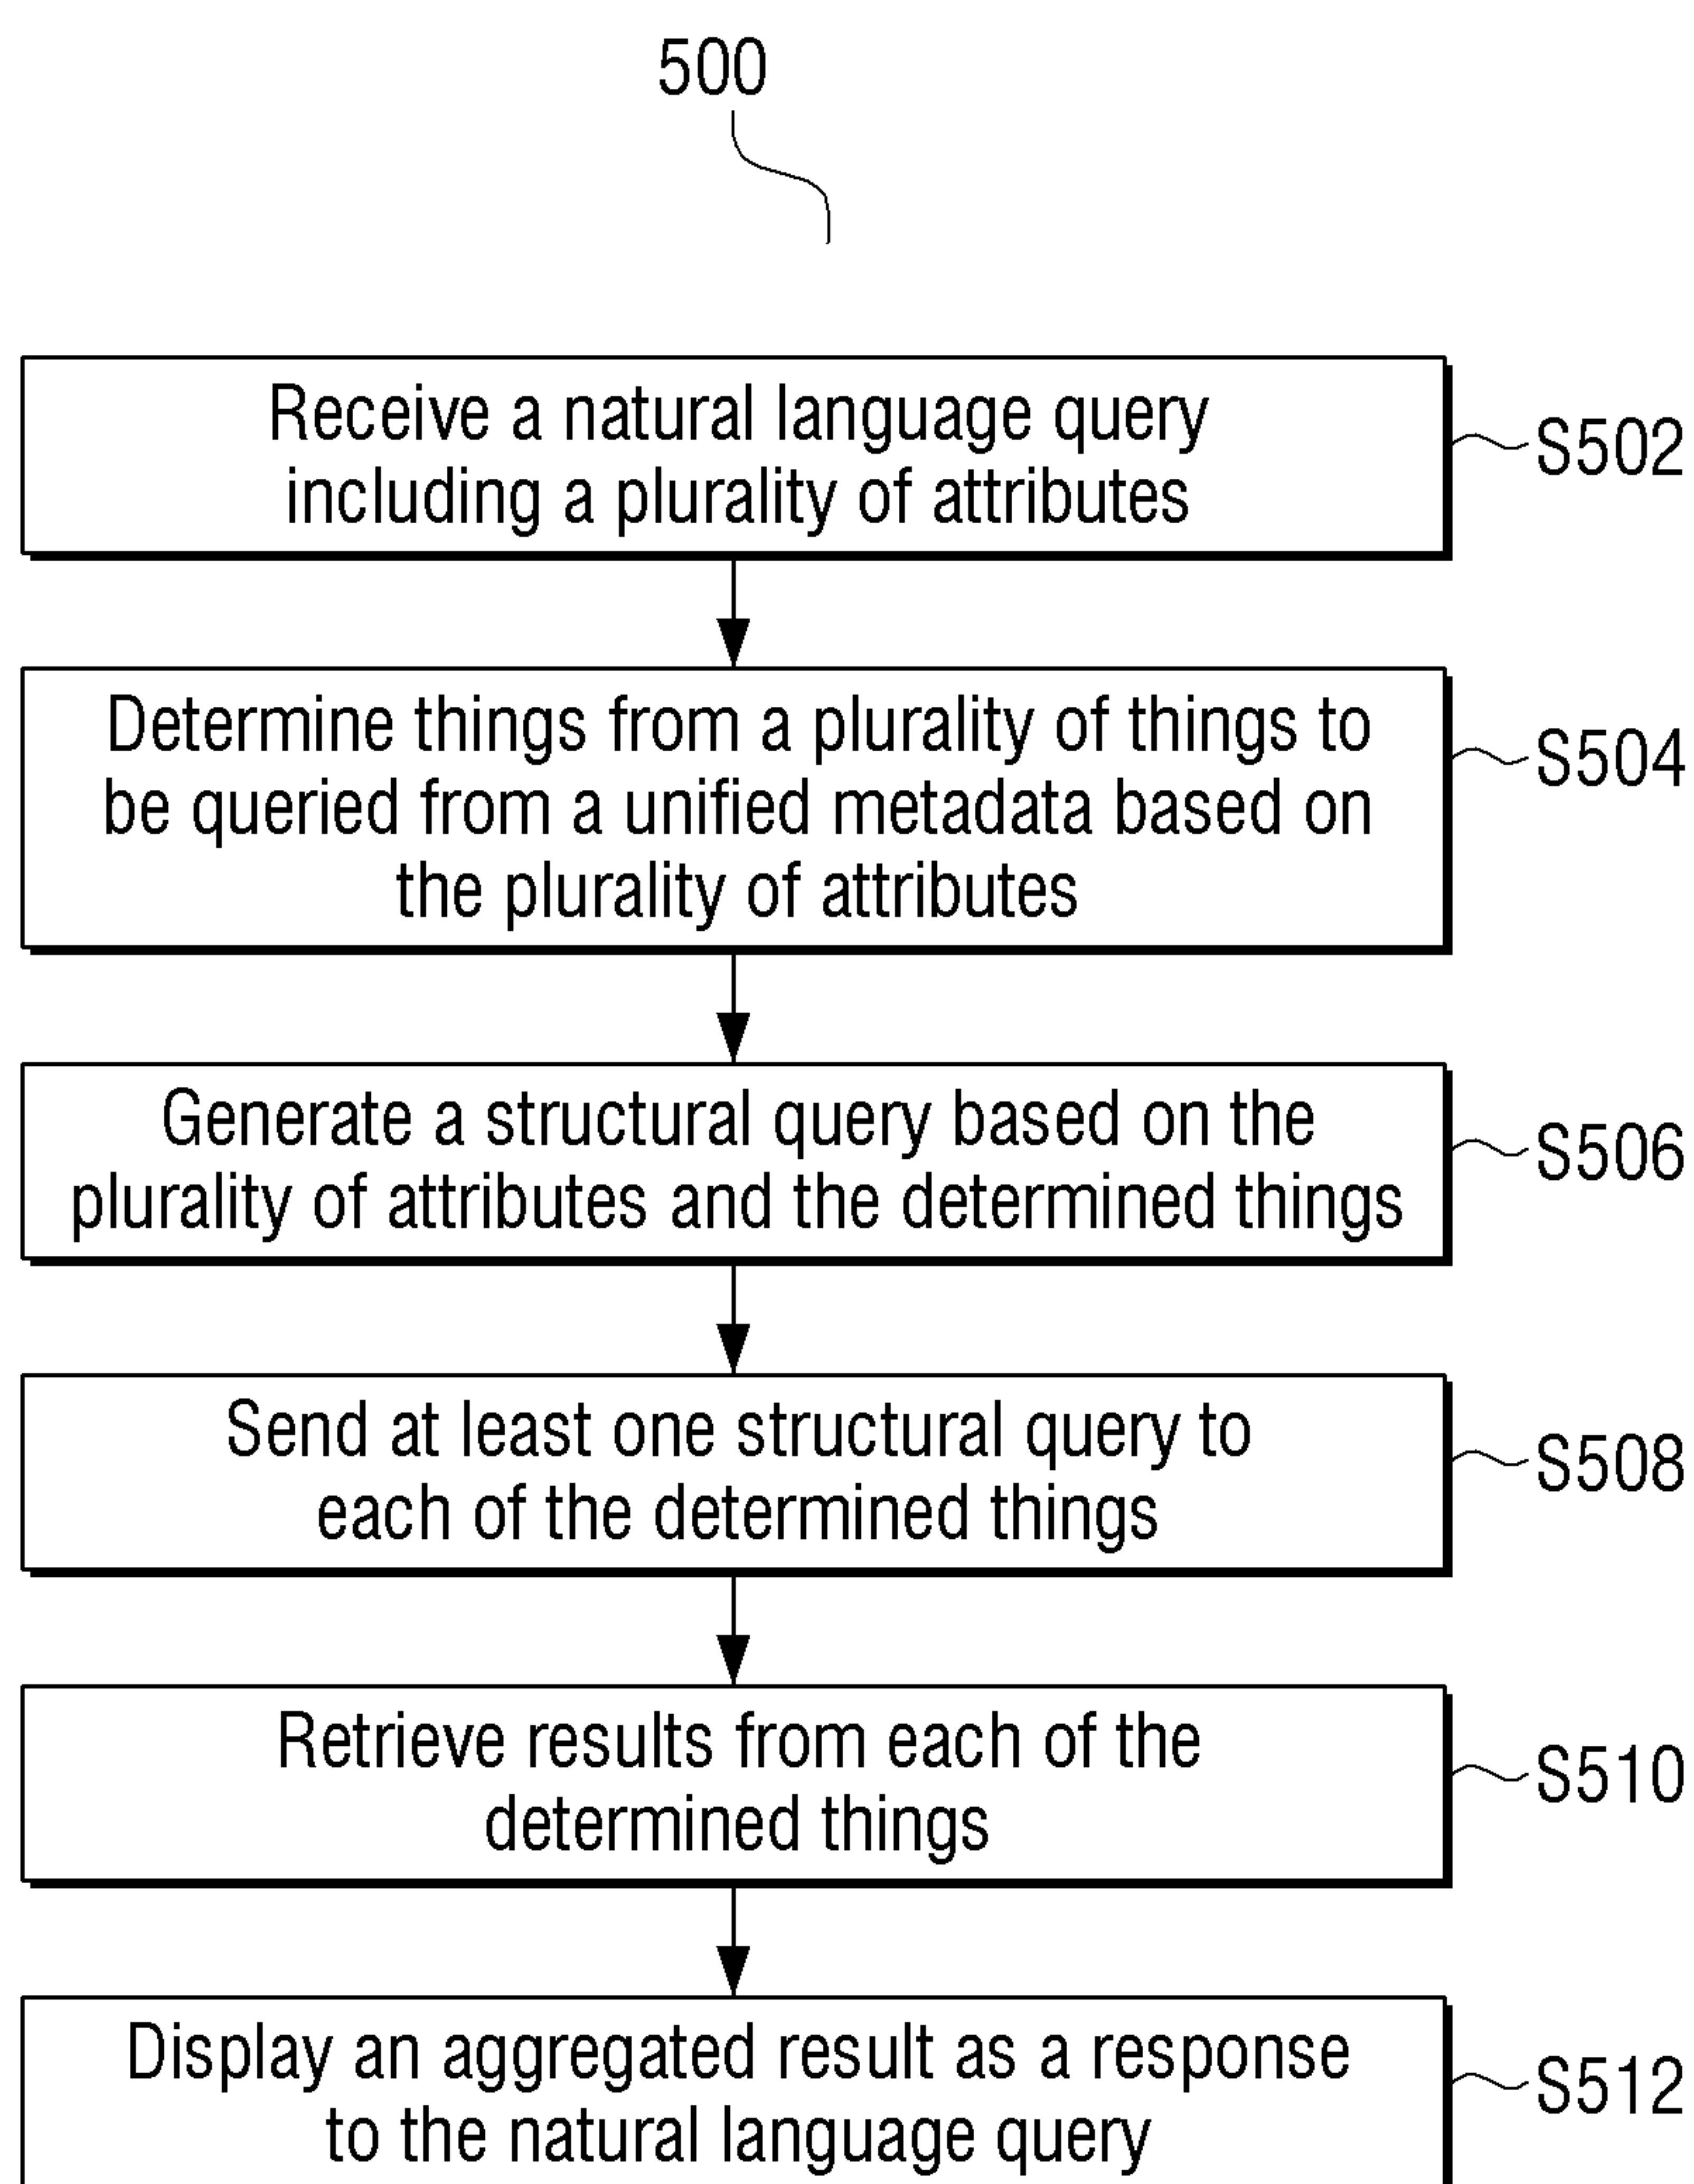 500
Receive a natural language query
including a plurality of attributes
S502
Determine things from a plurality of things to
be queried from a unified metadata based on
the plurality of attributes
S504
Generate a structural query based on the
plurality of attributes and the determined things
S506
Send at least one structural query to
each of the determined things
S508
Retrieve results from each of the
determined things
S510
Display an aggregated result as a response
to the natural language query
S512